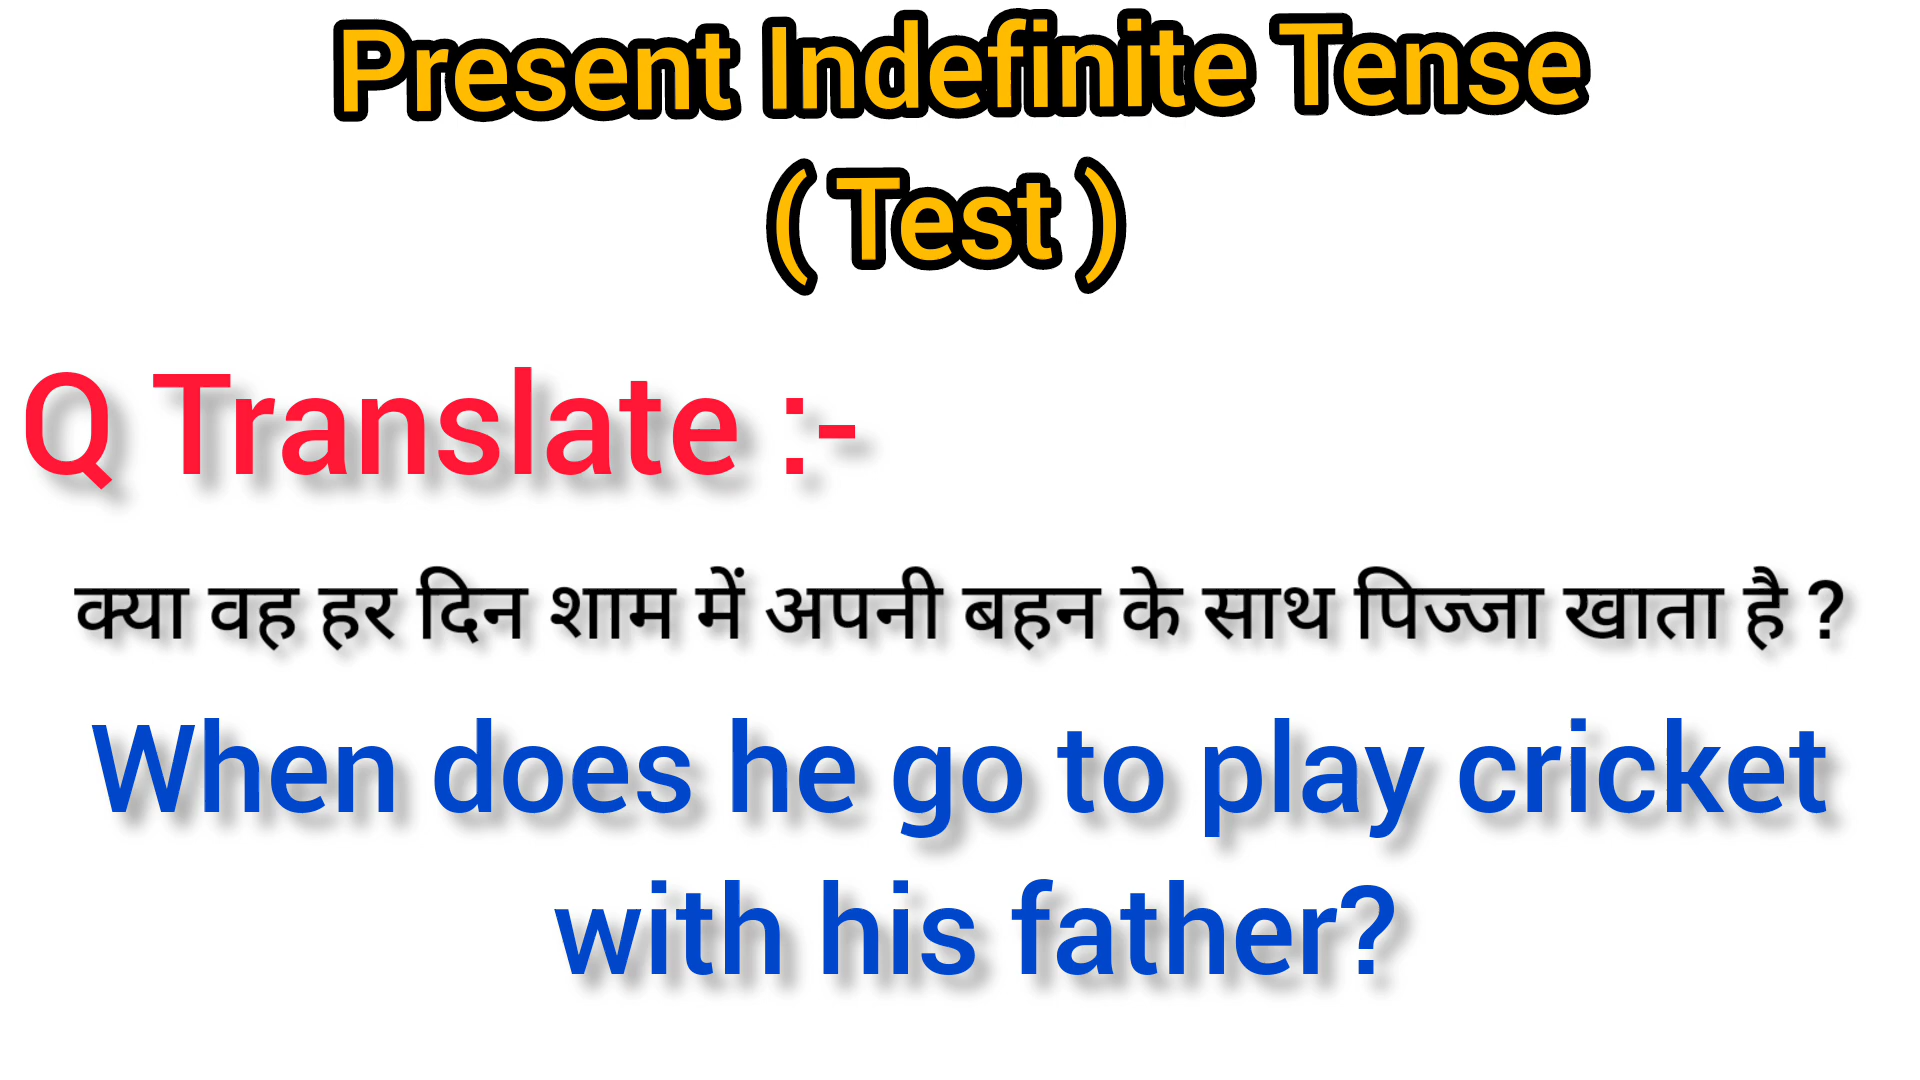 Present Indefinite Tense
( Test )
Q Translate :-
क्या वह हर दिन शाम में अपनी बहन के साथ पिज्जा खाता है ?
When does he go to play cricket
with his father?